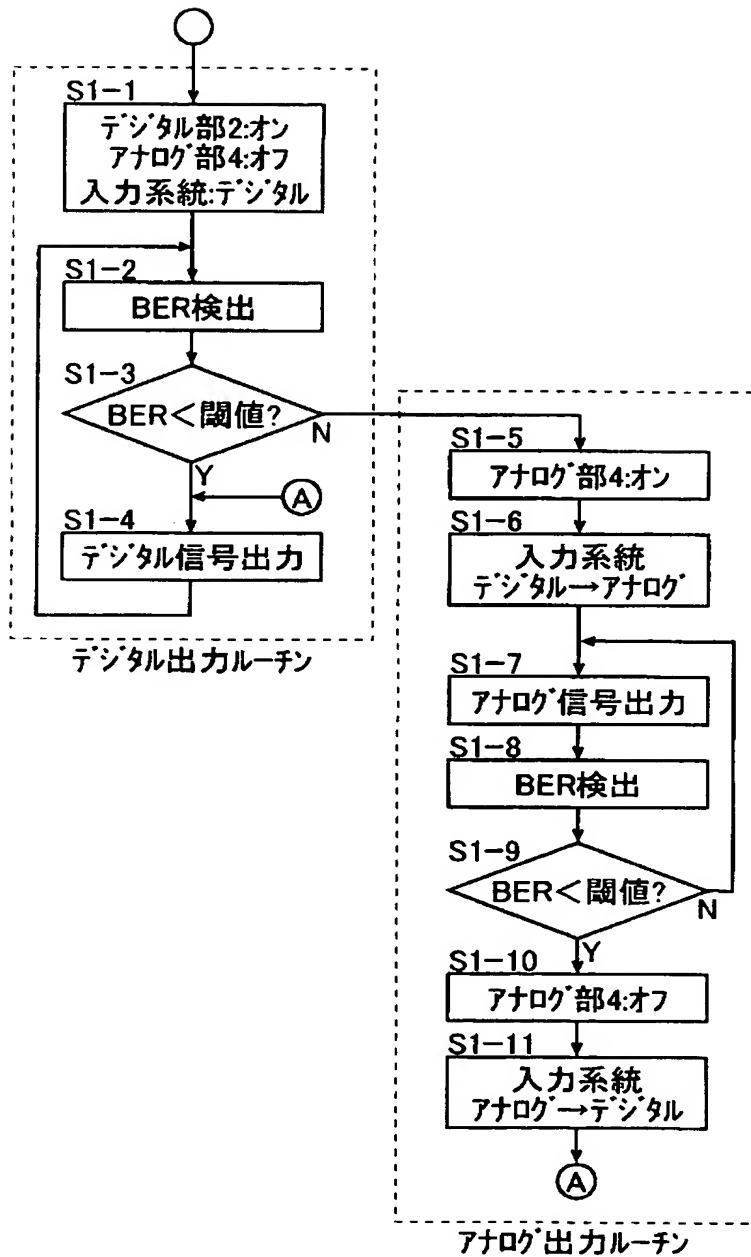 S1-1
デジタル部2:オン
アナログ部4:オフ
入力系統:デジタル
S1-2
BER検出
S1-3
BER<閾値?
N
Y
A
S1-4
デジタル信号出力
デジタル出力ルーチン
S1-5
アナログ部4:オン
S1-6
入力系統
デジタル→アナログ
S1-7
アナログ信号出力
S1-8
BER検出
S1-9
BER<閾値?
N
Y
S1-10
アナログ部4:オフ
S1-11
入力系統
アナログ→デジタル
A
アナログ出力ルーチン